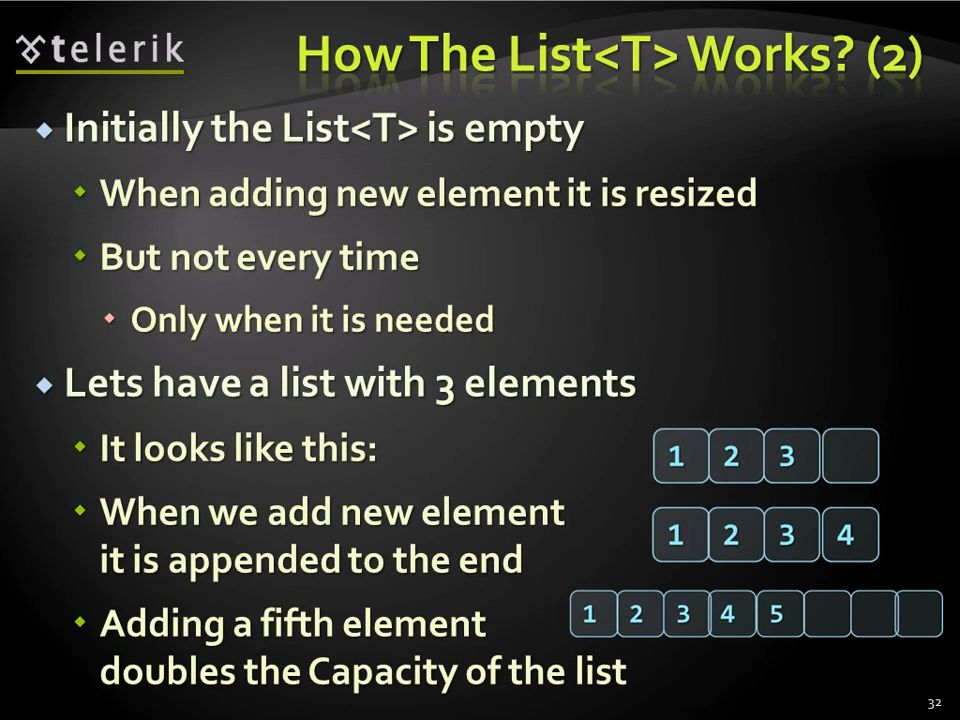 telerik
How The List<T> Works? (2)
Initially the List<T> is empty
When adding new element it is resized
But not every time
Only when it is needed
Lets have a list with 3 elements
It looks like this:
1 2 3
When we add new element
it is appended to the end
1 2 3 4
Adding a fifth element
doubles the Capacity of the list
1 2 3 4 5
32